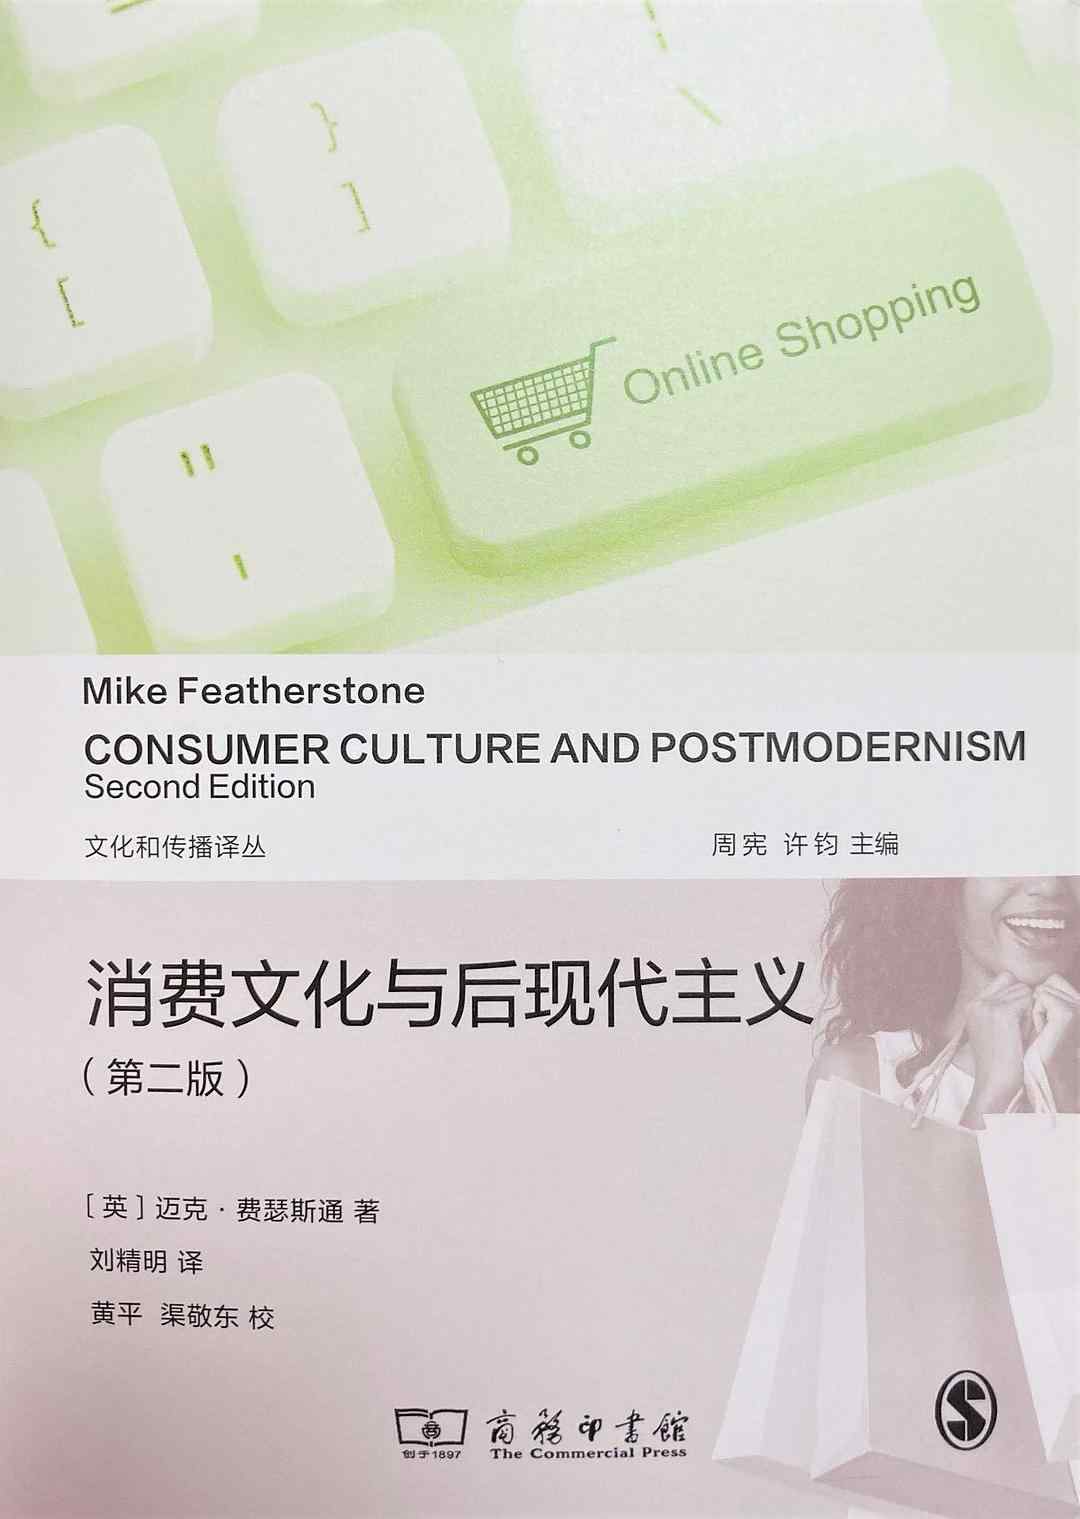 {
[
}
]
"
'
\
Online Shopping
Mike Featherstone
CONSUMER CULTURE AND POSTMODERNISM
Second Edition
文化和传播译丛
周宪 许钧 主编
消费文化与后现代主义
（第二版）
［英］迈克·费瑟斯通 著
刘精明 译
黄平 渠敬东 校
创于1897
商務印書館
The Commercial Press
S